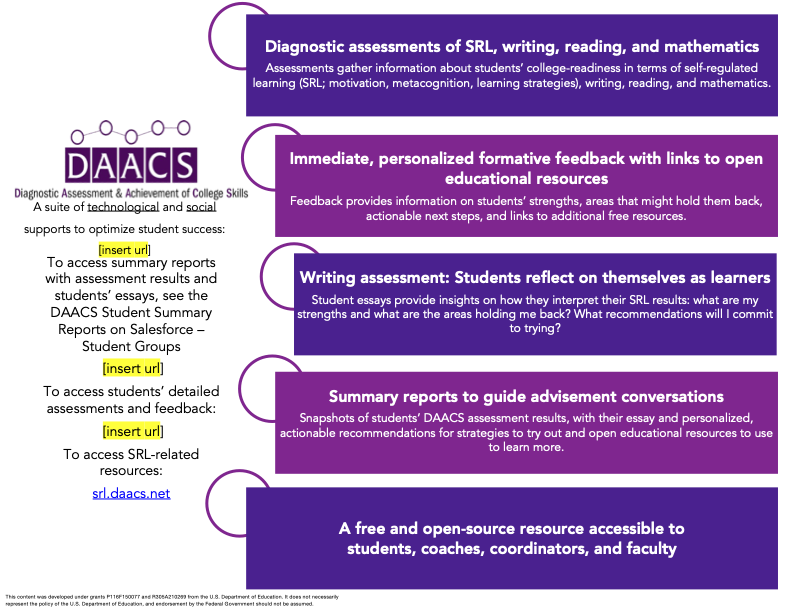 DAACS
Diagnostic Assessment & Achievement of College Skills
A suite of technological and social
supports to optimize student success:
[insert url]
To access summary reports
with assessment results and
students' essays, see the
DAACS Student Summary
Reports on Salesforce –
Student Groups
[insert url]
To access students' detailed
assessments and feedback:
[insert url]
To access SRL-related
resources:
srl.daacs.net
Diagnostic assessments of SRL, writing, reading, and mathematics
Assessments gather information about students' college-readiness in terms of self-regulated
learning (SRL; motivation, metacognition, learning strategies), writing, reading, and mathematics.
Immediate, personalized formative feedback with links to open
educational resources
Feedback provides information on students' strengths, areas that might hold them back,
actionable next steps, and links to additional free resources.
Writing assessment: Students reflect on themselves as learners
Student essays provide insights on how they interpret their SRL results: what are my
strengths and what are the areas holding me back? What recommendations will I commit
to trying?
Summary reports to guide advisement conversations
Snapshots of students' DAACS assessment results, with their essay and personalized,
actionable recommendations for strategies to try out and open educational resources to use
to learn more.
A free and open-source resource accessible to
students, coaches, coordinators, and faculty
This content was developed under grants P116F150077 and R305A210269 from the U.S. Department of Education. It does not necessarily
represent the policy of the U.S. Department of Education, and endorsement by the Federal Government should not be assumed.